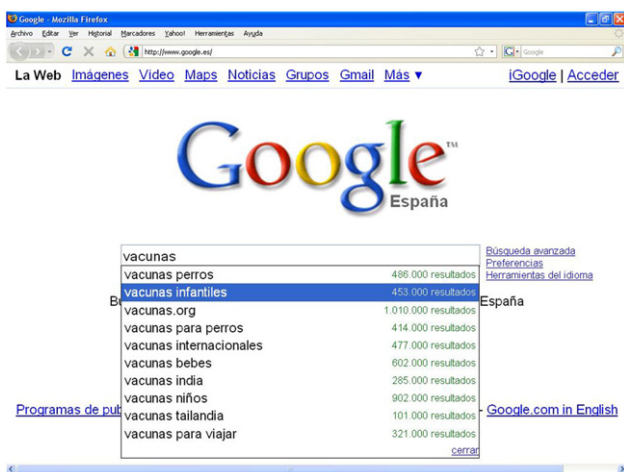 Google - Mozilla Firefox
Archivo Editar Ver Historial Marcadores Yahoo! Herramientas Ayuda
http://www.google.es/ Google
La Web Imágenes Video Maps Noticias Grupos Gmail Más ▼ iGoogle | Acceder
Google™
España
vacunas Búsqueda avanzada
Preferencias
vacunas perros 486.000 resultados Herramientas del idioma
vacunas infantiles 453.000 resultados
Bu España
vacunas.org 1.010.000 resultados
vacunas para perros 414.000 resultados
vacunas internacionales 477.000 resultados
vacunas bebes 602.000 resultados
vacunas india 285.000 resultados
vacunas niños 902.000 resultados
Programas de pub - Google.com in English
vacunas tailandia 101.000 resultados
vacunas para viajar 321.000 resultados
cerrar